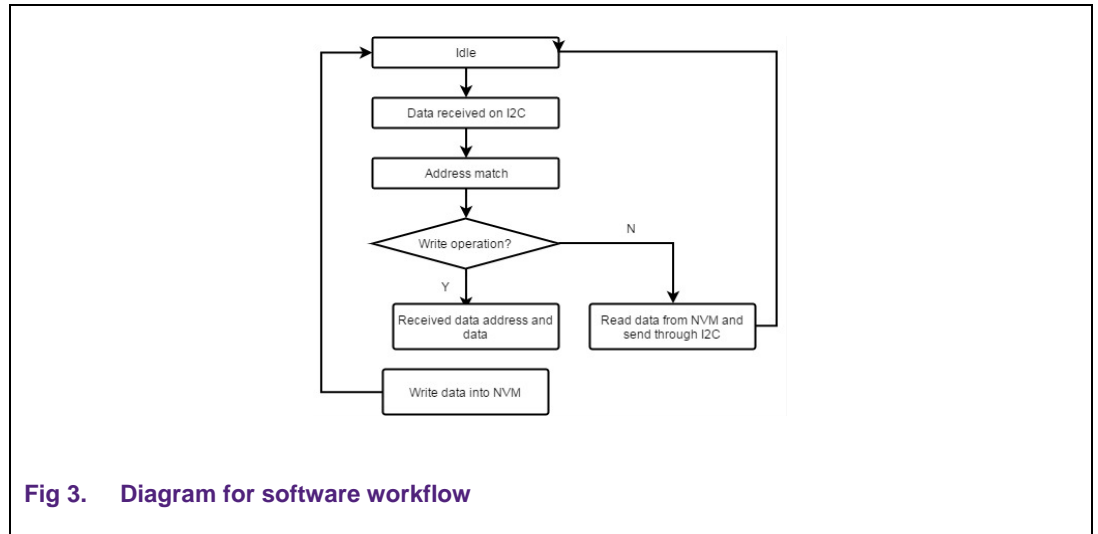 Idle
Data received on I2C
Address match
Write operation?
N
Y
Received data address and
data
Read data from NVM and
send through I2C
Write data into NVM
Fig 3. Diagram for software workflow